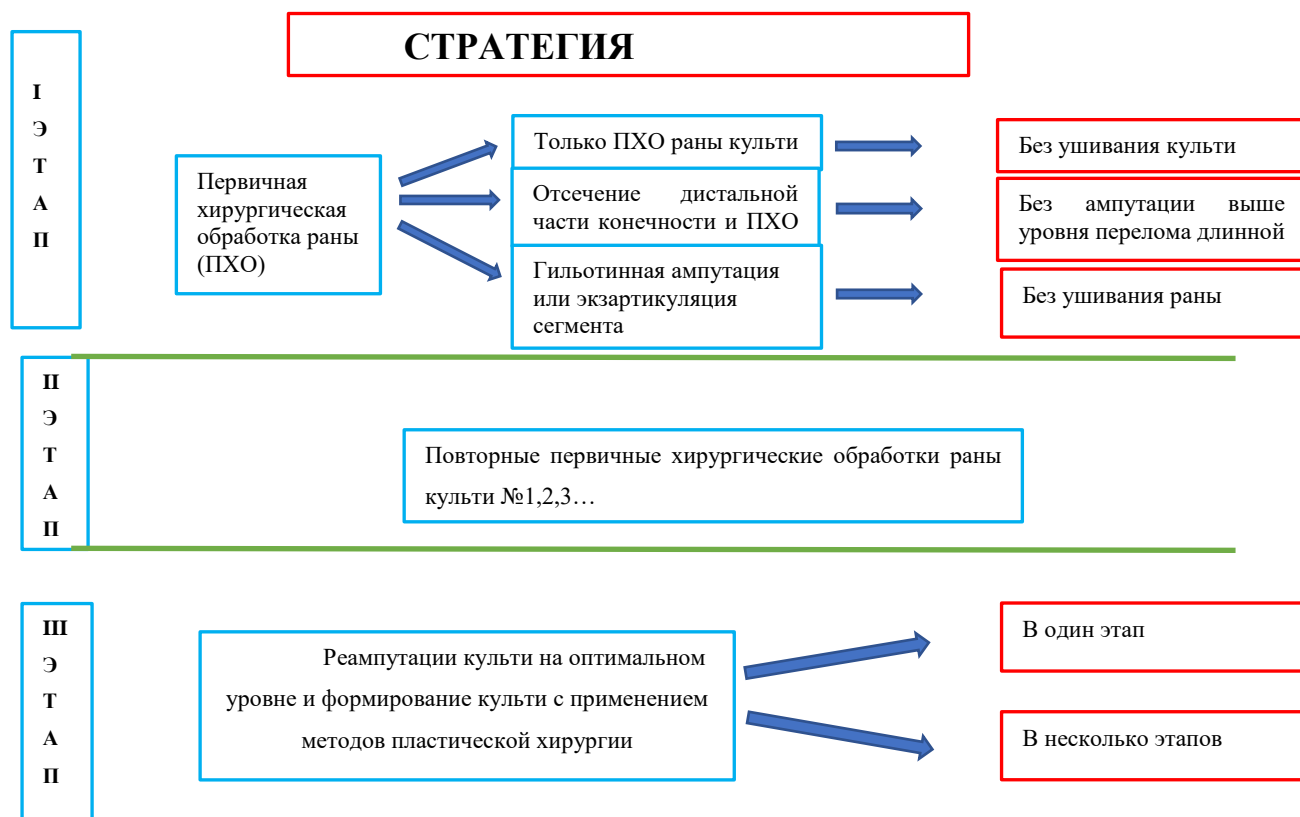 СТРАТЕГИЯ
I
Э
Т
А
П
Первичная
хирургическая
обработка раны
(ПХО)
Только ПХО раны культи
Отсечение дистальной
части конечности и ПХО
Гильотинная ампутация
или экзартикуляция
сегмента
Без ушивания культи
Без ампутации выше
уровня перелома длинной
Без ушивания раны
II
Э
Т
А
П
Повторные первичные хирургические обработки раны
культи №1,2,3…
III
Э
Т
А
П
Реампутации культи на оптимальном
уровне и формирование культи с применением
методов пластической хирургии
В один этап
В несколько этапов